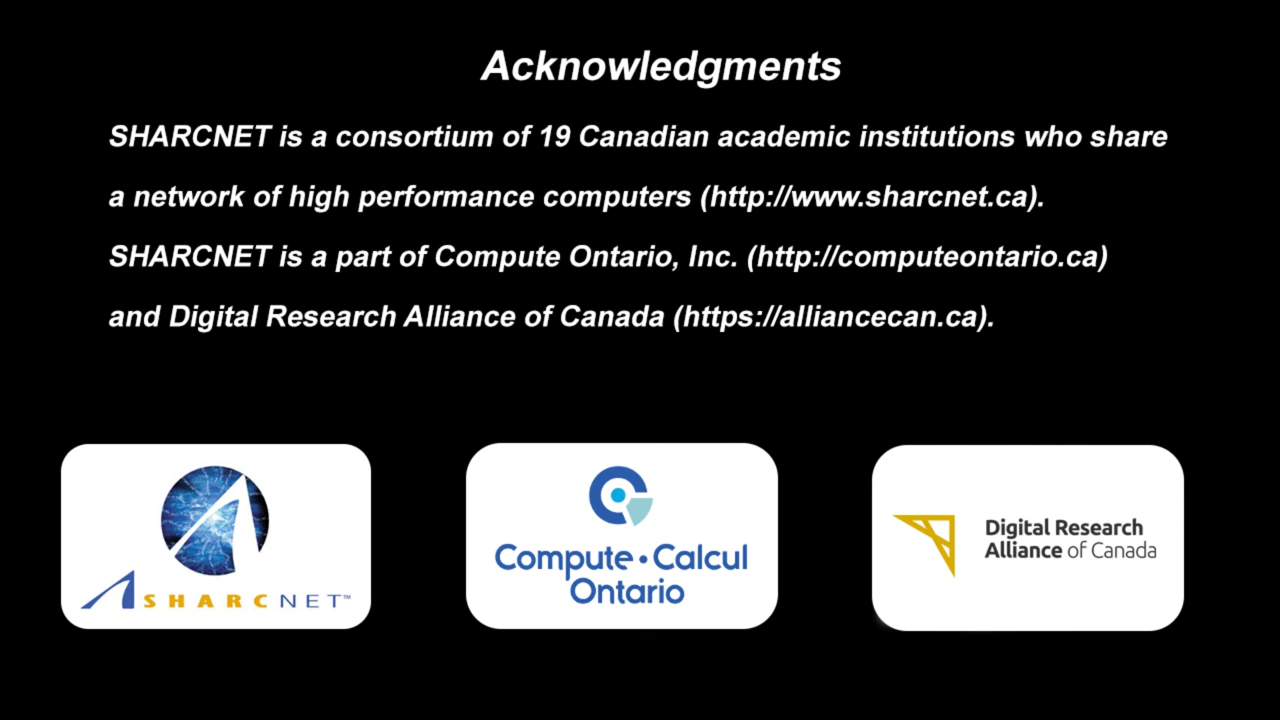 Acknowledgments
SHARCNET is a consortium of 19 Canadian academic institutions who share
a network of high performance computers (http://www.sharcnet.ca).
SHARCNET is a part of Compute Ontario, Inc. (http://computeontario.ca)
and Digital Research Alliance of Canada (https://alliancecan.ca).
SHARCNET™
Compute • Calcul
Ontario
Digital Research
Alliance of Canada